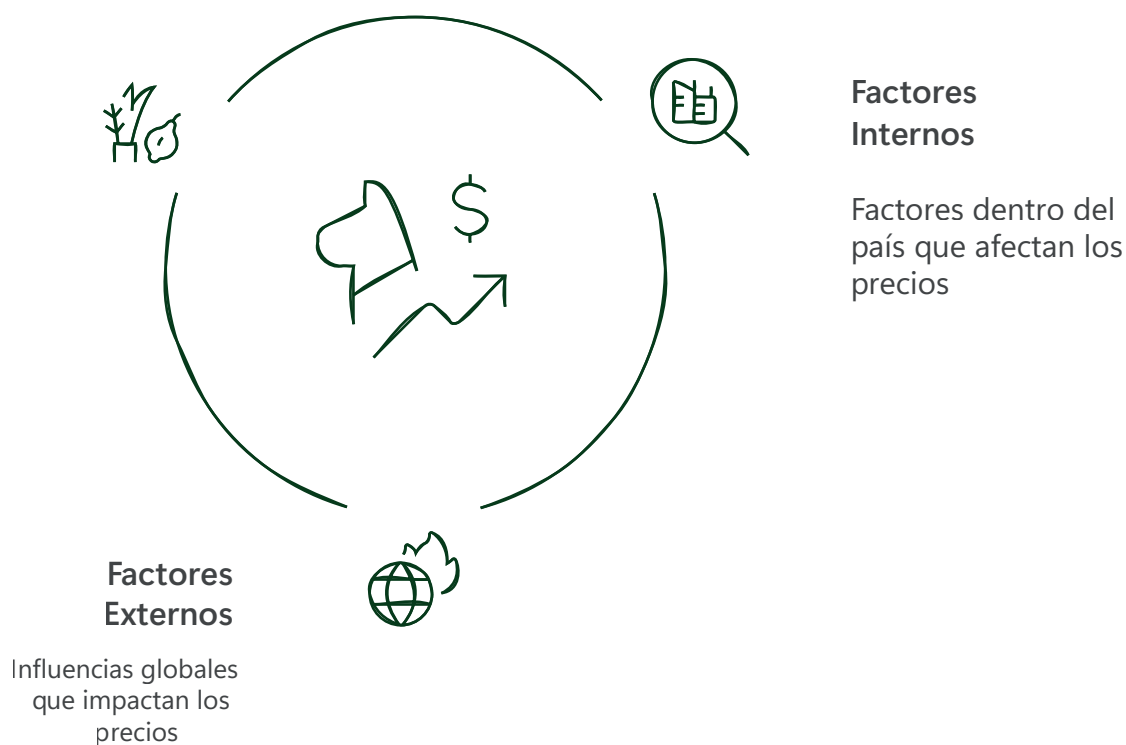 Factores
Internos
Factores dentro del
país que afectan los
precios
$
Factores
Externos
Influencias globales
que impactan los
precios